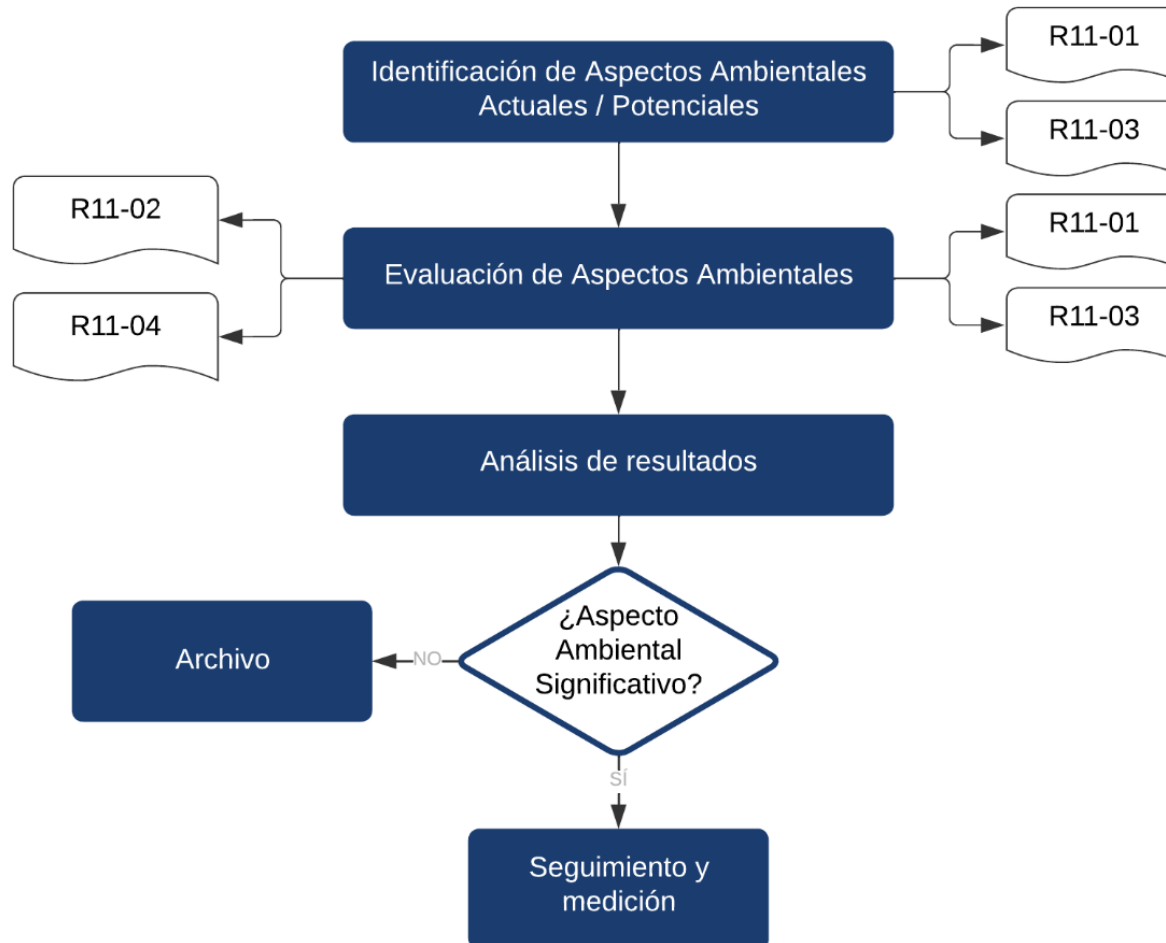 R11-01
Identificación de Aspectos Ambientales
Actuales / Potenciales
R11-03
R11-02
R11-01
Evaluación de Aspectos Ambientales
R11-04
R11-03
Análisis de resultados
¿Aspecto
Ambiental
Significativo?
NO
Archivo
SÍ
Seguimiento y
medición